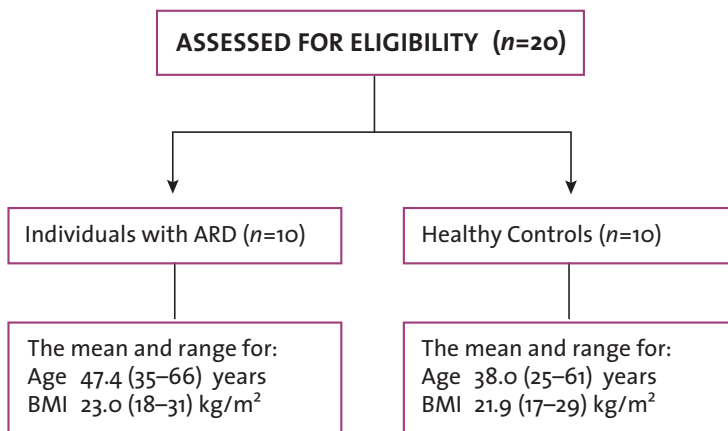 ASSESSED FOR ELIGIBILITY (n=20)
Individuals with ARD (n=10)
Healthy Controls (n=10)
The mean and range for:
Age 47.4 (35–66) years
BMI 23.0 (18–31) kg/m²
The mean and range for:
Age 38.0 (25–61) years
BMI 21.9 (17–29) kg/m²